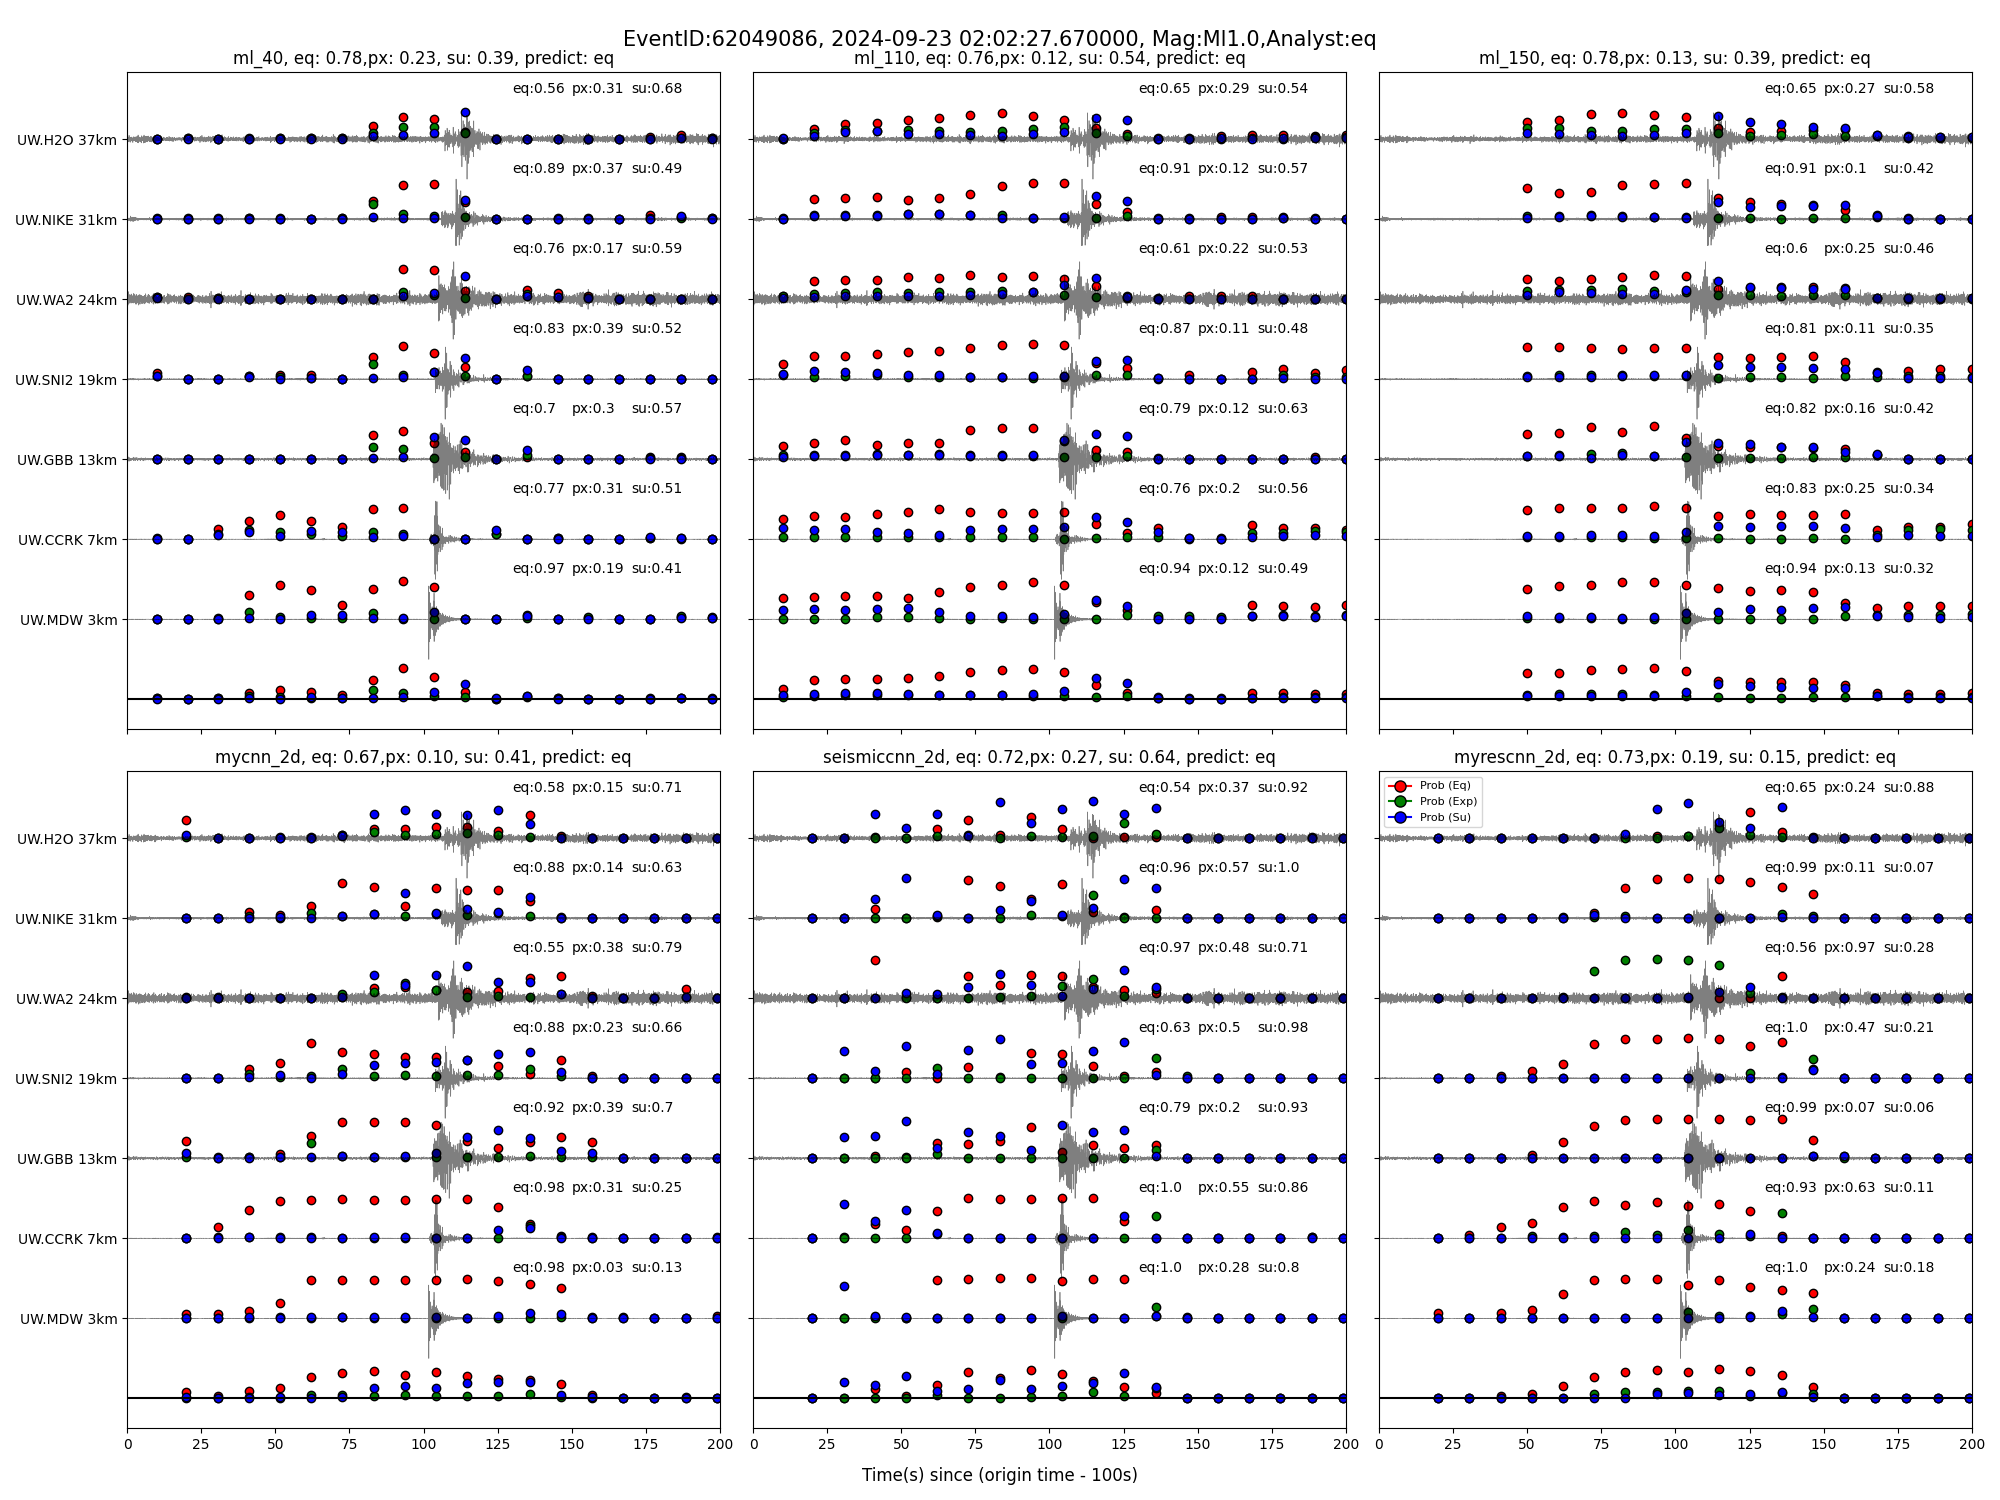 EventID:62049086, 2024-09-23 02:02:27.670000, Mag:Ml1.0,Analyst:eq
ml_40, eq: 0.78,px: 0.23, su: 0.39, predict: eq
UW.H2O 37km eq:0.56 px:0.31 su:0.68
UW.NIKE 31km eq:0.89 px:0.37 su:0.49
UW.WA2 24km eq:0.76 px:0.17 su:0.59
UW.SNI2 19km eq:0.83 px:0.39 su:0.52
UW.GBB 13km eq:0.7 px:0.3 su:0.57
UW.CCRK 7km eq:0.77 px:0.31 su:0.51
UW.MDW 3km eq:0.97 px:0.19 su:0.41
ml_110, eq: 0.76,px: 0.12, su: 0.54, predict: eq
eq:0.65 px:0.29 su:0.54
eq:0.91 px:0.12 su:0.57
eq:0.61 px:0.22 su:0.53
eq:0.87 px:0.11 su:0.48
eq:0.79 px:0.12 su:0.63
eq:0.76 px:0.2 su:0.56
eq:0.94 px:0.12 su:0.49
ml_150, eq: 0.78,px: 0.13, su: 0.39, predict: eq
eq:0.65 px:0.27 su:0.58
eq:0.91 px:0.1 su:0.42
eq:0.6 px:0.25 su:0.46
eq:0.81 px:0.11 su:0.35
eq:0.82 px:0.16 su:0.42
eq:0.83 px:0.25 su:0.34
eq:0.94 px:0.13 su:0.32
mycnn_2d, eq: 0.67,px: 0.10, su: 0.41, predict: eq
UW.H2O 37km eq:0.58 px:0.15 su:0.71
UW.NIKE 31km eq:0.88 px:0.14 su:0.63
UW.WA2 24km eq:0.55 px:0.38 su:0.79
UW.SNI2 19km eq:0.88 px:0.23 su:0.66
UW.GBB 13km eq:0.92 px:0.39 su:0.7
UW.CCRK 7km eq:0.98 px:0.31 su:0.25
UW.MDW 3km eq:0.98 px:0.03 su:0.13
0 25 50 75 100 125 150 175 200
seismiccnn_2d, eq: 0.72,px: 0.27, su: 0.64, predict: eq
eq:0.54 px:0.37 su:0.92
eq:0.96 px:0.57 su:1.0
eq:0.97 px:0.48 su:0.71
eq:0.63 px:0.5 su:0.98
eq:0.79 px:0.2 su:0.93
eq:1.0 px:0.55 su:0.86
eq:1.0 px:0.28 su:0.8
0 25 50 75 100 125 150 175 200
myrescnn_2d, eq: 0.73,px: 0.19, su: 0.15, predict: eq
Prob (Eq)
Prob (Exp)
Prob (Su)
eq:0.65 px:0.24 su:0.88
eq:0.99 px:0.11 su:0.07
eq:0.56 px:0.97 su:0.28
eq:1.0 px:0.47 su:0.21
eq:0.99 px:0.07 su:0.06
eq:0.93 px:0.63 su:0.11
eq:1.0 px:0.24 su:0.18
0 25 50 75 100 125 150 175 200
Time(s) since (origin time - 100s)